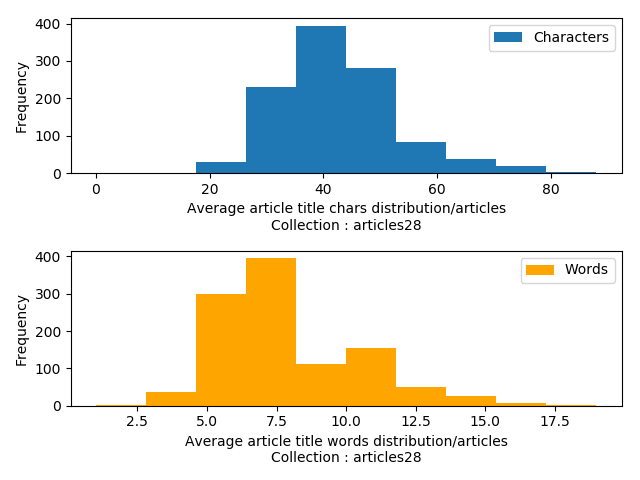 400
300
200
100
0
Frequency
Characters
0 20 40 60 80
Average article title chars distribution/articles
Collection : articles28
400
300
200
100
0
Frequency
Words
2.5 5.0 7.5 10.0 12.5 15.0 17.5
Average article title words distribution/articles
Collection : articles28